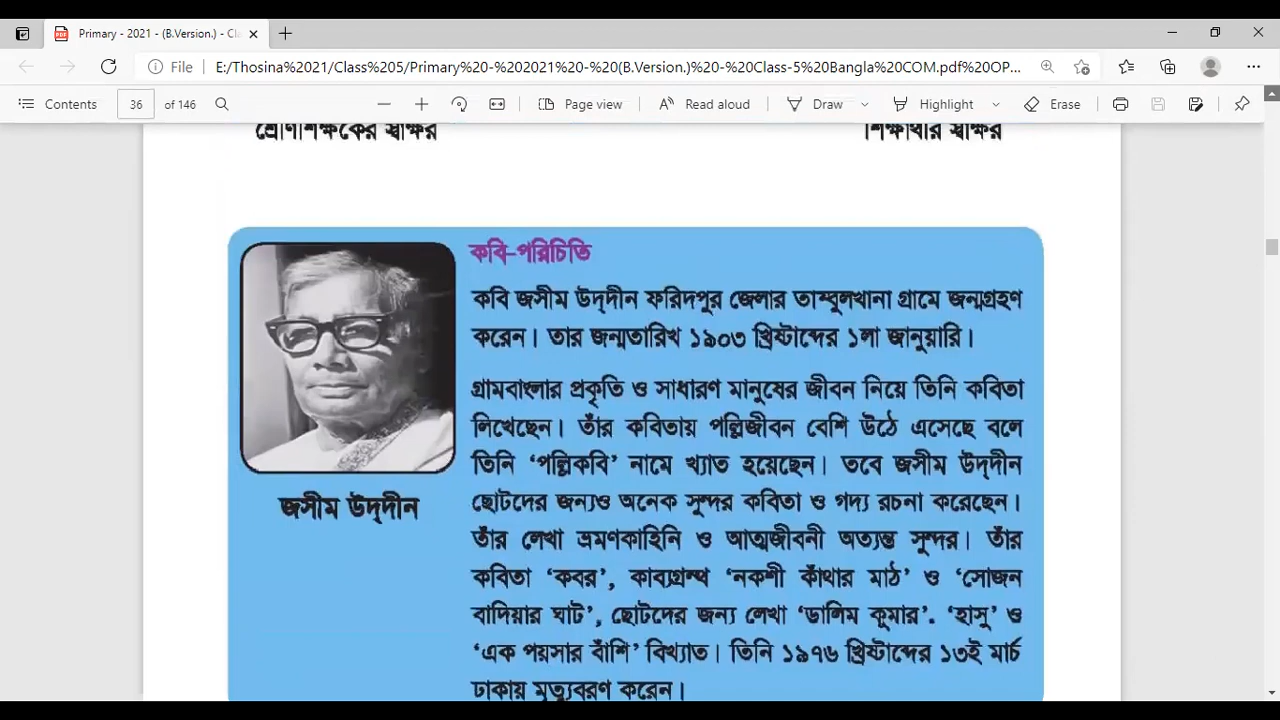 Primary - 2021 - (B.Version.) - Cla
File E:/Thosina%2021/Class%205/Primary%20-%202021%20-%20(B.Version.)%20-%20Class-5%20Bangla%20COM.pdf%20OP...
Contents 36 of 146 Page view Read aloud Draw Highlight Erase
শ্রেণিশিক্ষকের স্বাক্ষর শিক্ষার্থীর স্বাক্ষর
কবি-পরিচিতি
কবি জসীম উদ্‌দীন ফরিদপুর জেলার তাম্বুলখানা গ্রামে জন্মগ্রহণ
করেন। তার জন্মতারিখ ১৯০৩ খ্রিষ্টাব্দের ১লা জানুয়ারি।
গ্রামবাংলার প্রকৃতি ও সাধারণ মানুষের জীবন নিয়ে তিনি কবিতা
লিখেছেন। তাঁর কবিতায় পল্লিজীবন বেশি উঠে এসেছে বলে
তিনি ‘পল্লিকবি’ নামে খ্যাত হয়েছেন। তবে জসীম উদ্‌দীন
ছোটদের জন্যও অনেক সুন্দর কবিতা ও গদ্য রচনা করেছেন।
তাঁর লেখা ভ্রমণকাহিনি ও আত্মজীবনী অত্যন্ত সুন্দর। তাঁর
কবিতা ‘কবর’, কাব্যগ্রন্থ ‘নকশী কাঁথার মাঠ’ ও ‘সোজন
বাদিয়ার ঘাট’, ছোটদের জন্য লেখা ‘ডালিম কুমার’. ‘হাসু’ ও
‘এক পয়সার বাঁশি’ বিখ্যাত। তিনি ১৯৭৬ খ্রিষ্টাব্দের ১৩ই মার্চ
ঢাকায় মৃত্যুবরণ করেন।
জসীম উদ্‌দীন